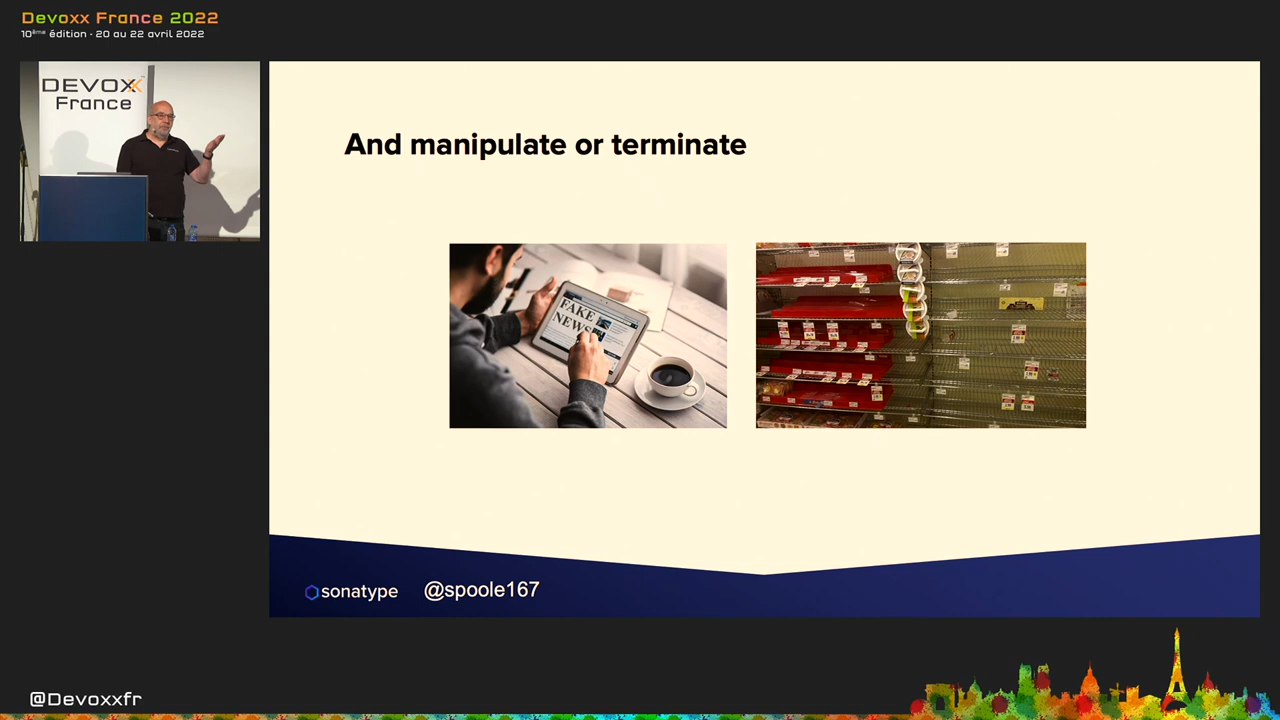 Devoxx France 2022
10ème édition - 20 au 22 avril 2022
DEVOXX
France
And manipulate or terminate
FAKE
NEWS
sonatype @spoole167
@Devoxxfr